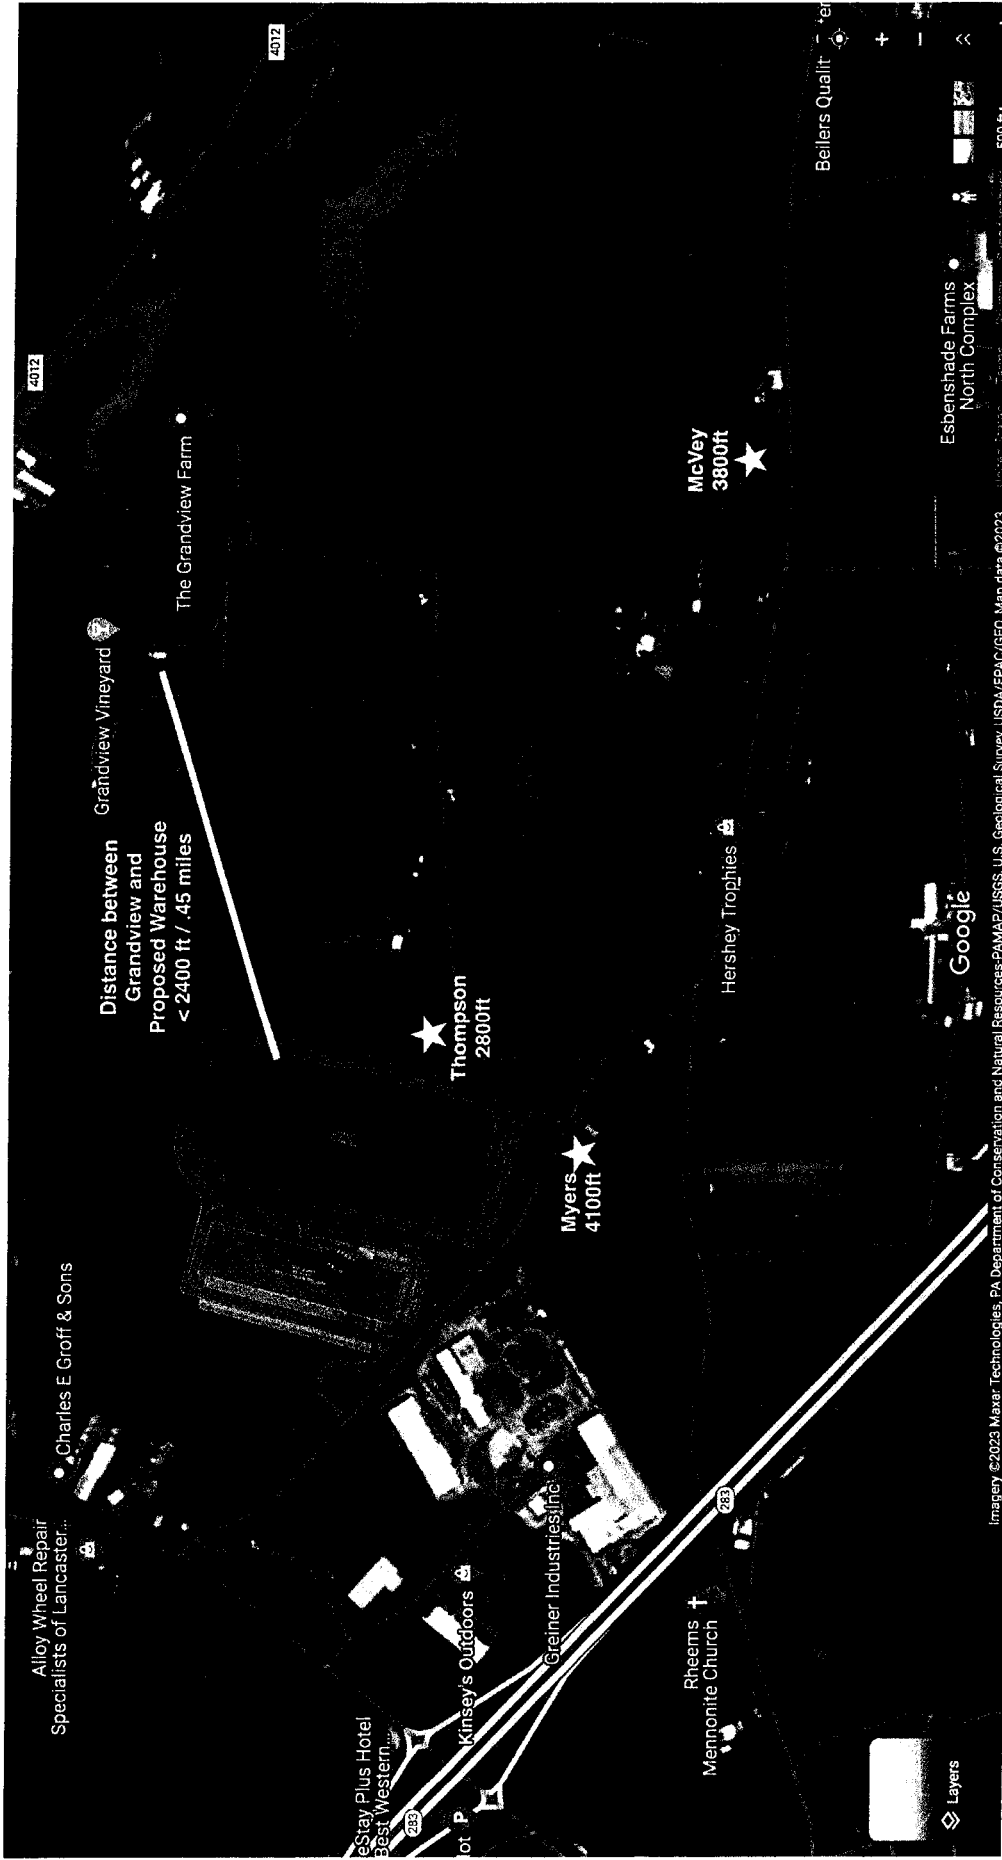 Alloy Wheel Repair
Specialists of Lancaster...
Charles E Groff & Sons
Distance between
Grandview and
Proposed Warehouse
< 2400 ft / .45 miles
Grandview Vineyard
The Grandview Farm
4012
4012
eStay Plus Hotel
Best Western...
283
lot
P
Kinsey's Outdoors
Greiner Industries Inc
Thompson
2800ft
Myers
4100ft
McVey
3800ft
Hershey Trophies
283
Rheems
Mennonite Church
Beilers Qualit
Esbenshade Farms
North Complex
Layers
Google
Imagery ©2023 Maxar Technologies, PA Department of Conservation and Natural Resources-PAMAP/USGS, U.S. Geological Survey, USDA/FPAC/GEO, Map data ©2023